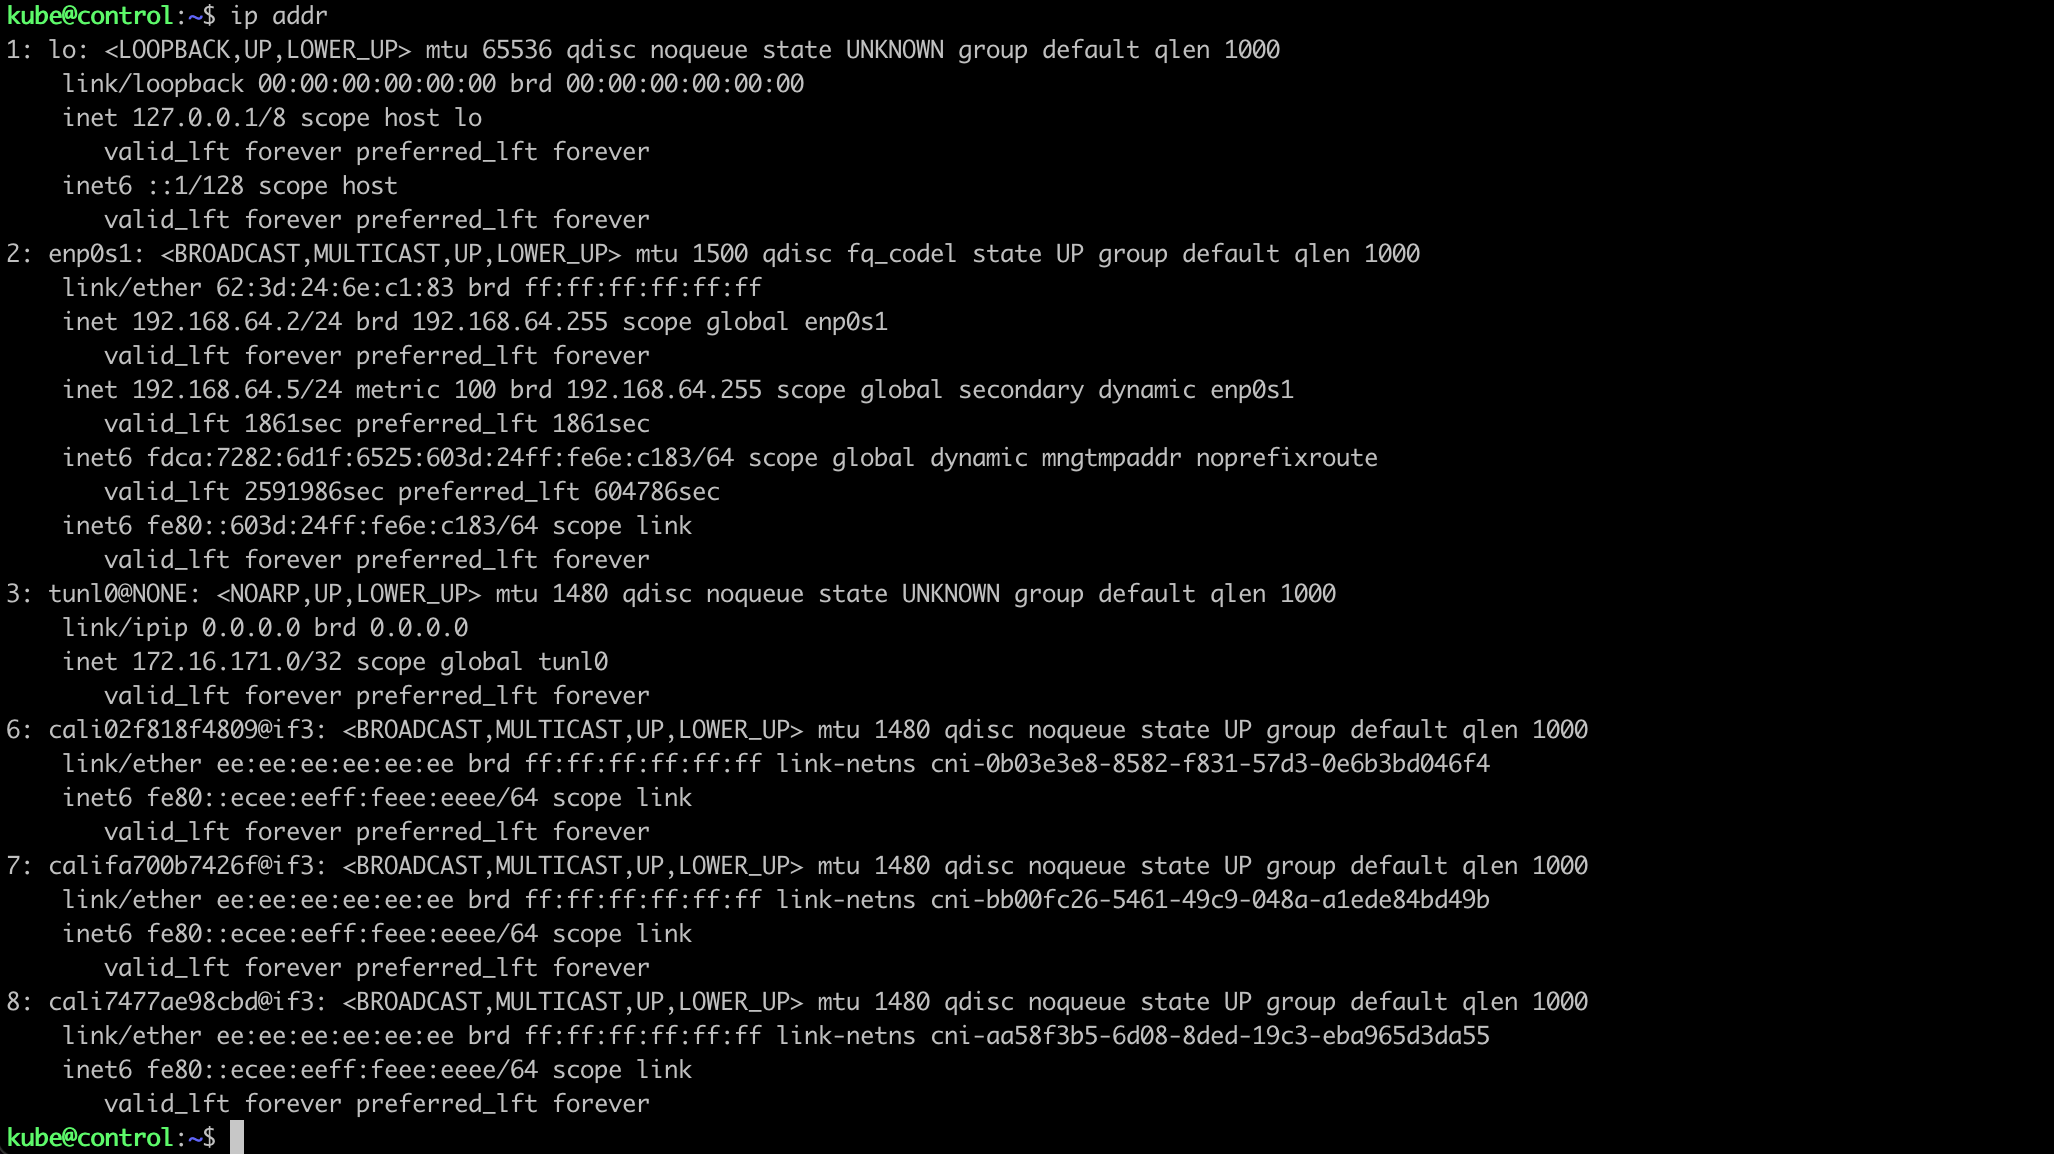 kube@control:~$ ip addr
1: lo: <LOOPBACK,UP,LOWER_UP> mtu 65536 qdisc noqueue state UNKNOWN group default qlen 1000
    link/loopback 00:00:00:00:00:00 brd 00:00:00:00:00:00
    inet 127.0.0.1/8 scope host lo
       valid_lft forever preferred_lft forever
    inet6 ::1/128 scope host
       valid_lft forever preferred_lft forever
2: enp0s1: <BROADCAST,MULTICAST,UP,LOWER_UP> mtu 1500 qdisc fq_codel state UP group default qlen 1000
    link/ether 62:3d:24:6e:c1:83 brd ff:ff:ff:ff:ff:ff
    inet 192.168.64.2/24 brd 192.168.64.255 scope global enp0s1
       valid_lft forever preferred_lft forever
    inet 192.168.64.5/24 metric 100 brd 192.168.64.255 scope global secondary dynamic enp0s1
       valid_lft 1861sec preferred_lft 1861sec
    inet6 fdca:7282:6d1f:6525:603d:24ff:fe6e:c183/64 scope global dynamic mngtmpaddr noprefixroute
       valid_lft 2591986sec preferred_lft 604786sec
    inet6 fe80::603d:24ff:fe6e:c183/64 scope link
       valid_lft forever preferred_lft forever
3: tunl0@NONE: <NOARP,UP,LOWER_UP> mtu 1480 qdisc noqueue state UNKNOWN group default qlen 1000
    link/ipip 0.0.0.0 brd 0.0.0.0
    inet 172.16.171.0/32 scope global tunl0
       valid_lft forever preferred_lft forever
6: cali02f818f4809@if3: <BROADCAST,MULTICAST,UP,LOWER_UP> mtu 1480 qdisc noqueue state UP group default qlen 1000
    link/ether ee:ee:ee:ee:ee:ee brd ff:ff:ff:ff:ff:ff link-netns cni-0b03e3e8-8582-f831-57d3-0e6b3bd046f4
    inet6 fe80::ecee:eeff:feee:eeee/64 scope link
       valid_lft forever preferred_lft forever
7: califa700b7426f@if3: <BROADCAST,MULTICAST,UP,LOWER_UP> mtu 1480 qdisc noqueue state UP group default qlen 1000
    link/ether ee:ee:ee:ee:ee:ee brd ff:ff:ff:ff:ff:ff link-netns cni-bb00fc26-5461-49c9-048a-a1ede84bd49b
    inet6 fe80::ecee:eeff:feee:eeee/64 scope link
       valid_lft forever preferred_lft forever
8: cali7477ae98cbd@if3: <BROADCAST,MULTICAST,UP,LOWER_UP> mtu 1480 qdisc noqueue state UP group default qlen 1000
    link/ether ee:ee:ee:ee:ee:ee brd ff:ff:ff:ff:ff:ff link-netns cni-aa58f3b5-6d08-8ded-19c3-eba965d3da55
    inet6 fe80::ecee:eeff:feee:eeee/64 scope link
       valid_lft forever preferred_lft forever
kube@control:~$